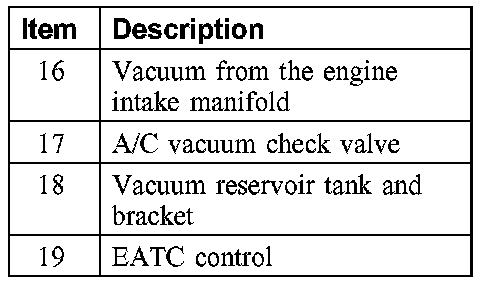 Item Description
16 Vacuum from the engine
intake manifold
17 A/C vacuum check valve
18 Vacuum reservoir tank and
bracket
19 EATC control